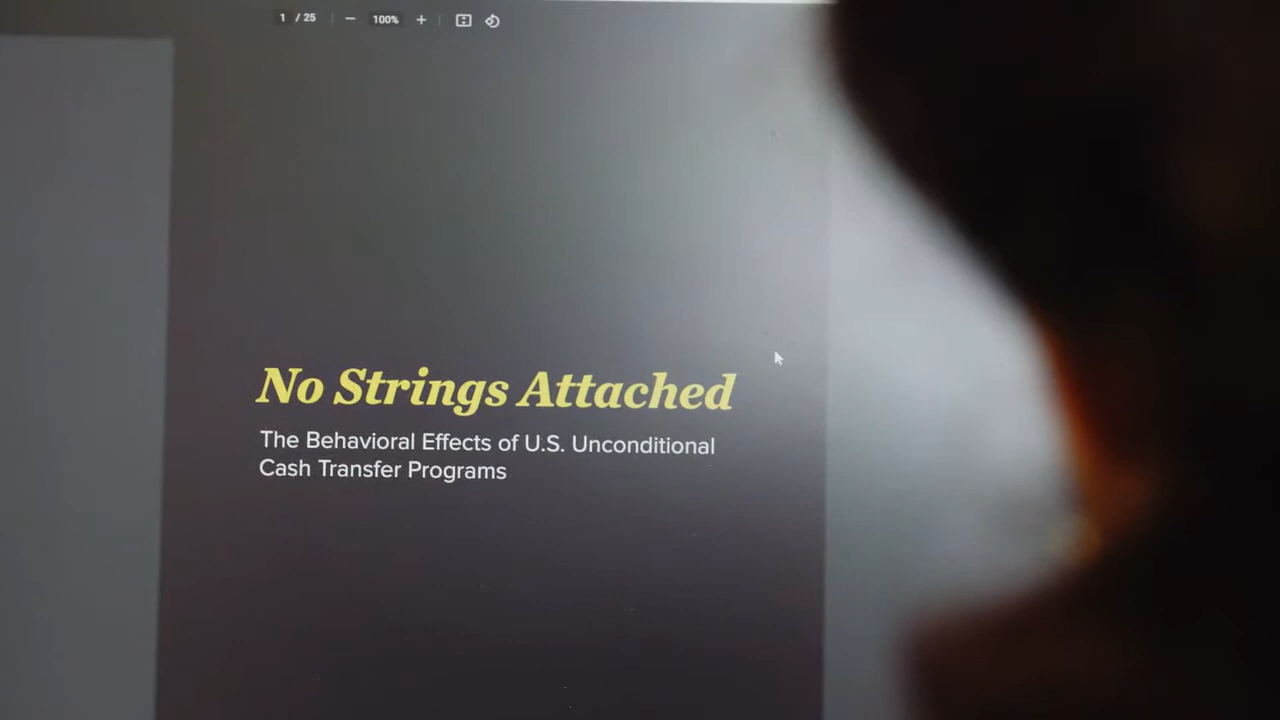 1 / 25 100%
No Strings Attached
The Behavioral Effects of U.S. Unconditional
Cash Transfer Programs